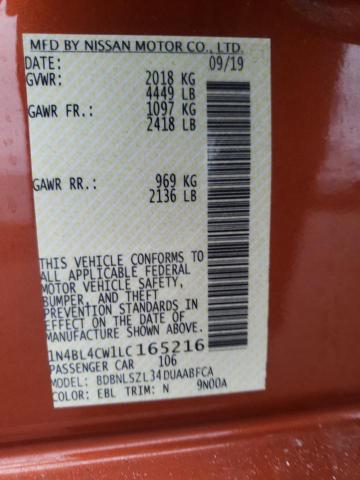 MFD BY NISSAN MOTOR CO., LTD.
DATE: 09/19
GVWR: 2018 KG
4449 LB
GAWR FR.: 1097 KG
2418 LB
GAWR RR.: 969 KG
2136 LB
THIS VEHICLE CONFORMS TO
ALL APPLICABLE FEDERAL
MOTOR VEHICLE SAFETY,
BUMPER, AND THEFT
PREVENTION STANDARDS IN
EFFECT ON THE DATE OF
MANUFACTURE SHOWN ABOVE.
1N4BL4CW1LC165216
PASSENGER CAR 106
MODEL: BDBNLSZL34DUAABFCA
COLOR: EBL TRIM: N 9N00A